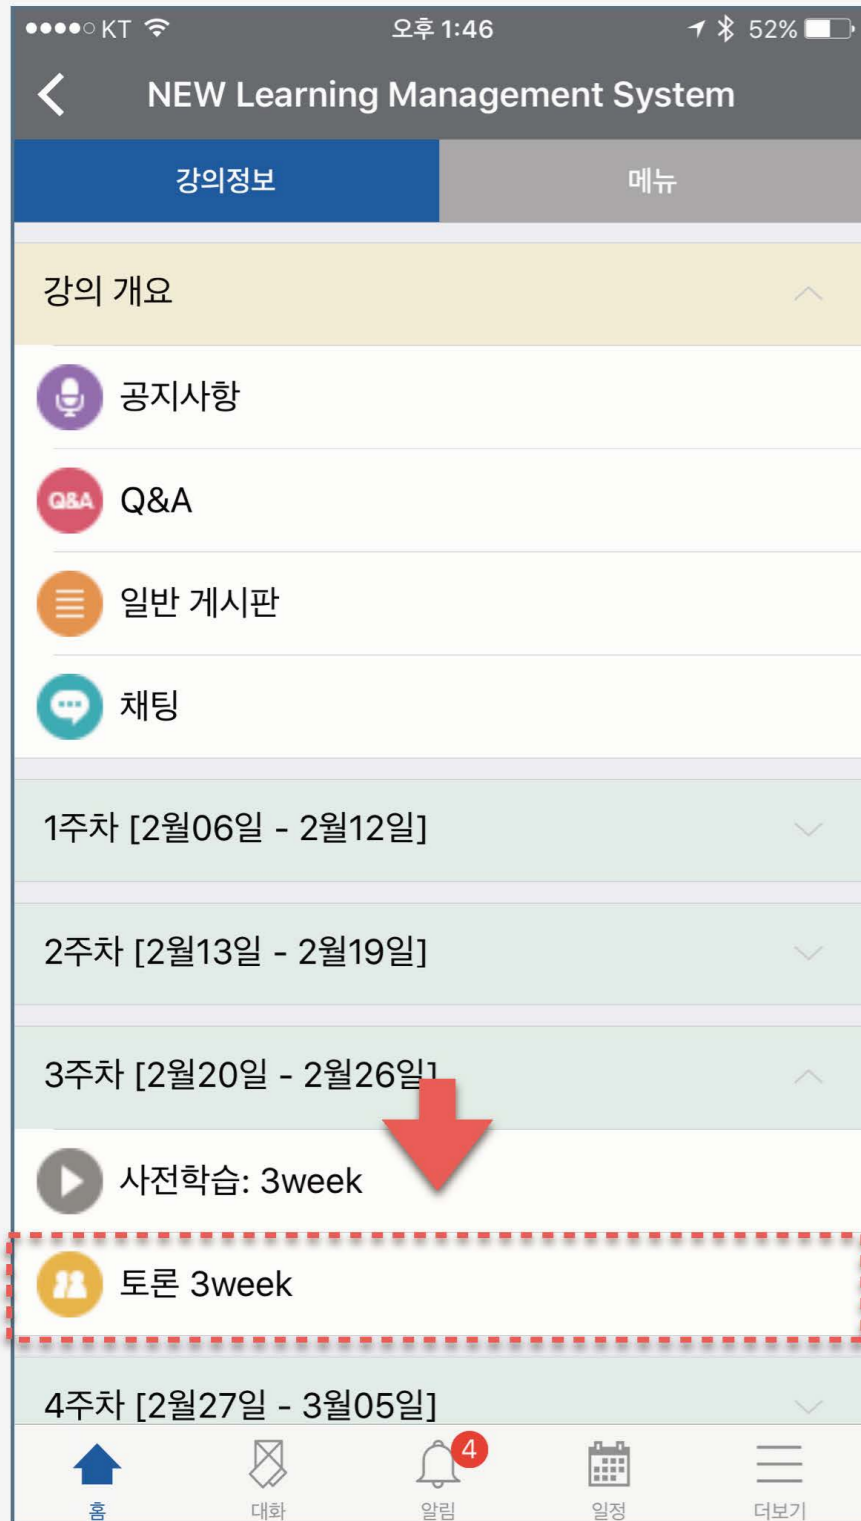 KT 오후 1:46 52%
NEW Learning Management System
강의정보 메뉴
강의 개요
공지사항
Q&A Q&A
일반 게시판
채팅
1주차 [2월06일 - 2월12일]
2주차 [2월13일 - 2월19일]
3주차 [2월20일 - 2월26일]
사전학습: 3week
토론 3week
4주차 [2월27일 - 3월05일]
4
홈 대화 알림 일정 더보기